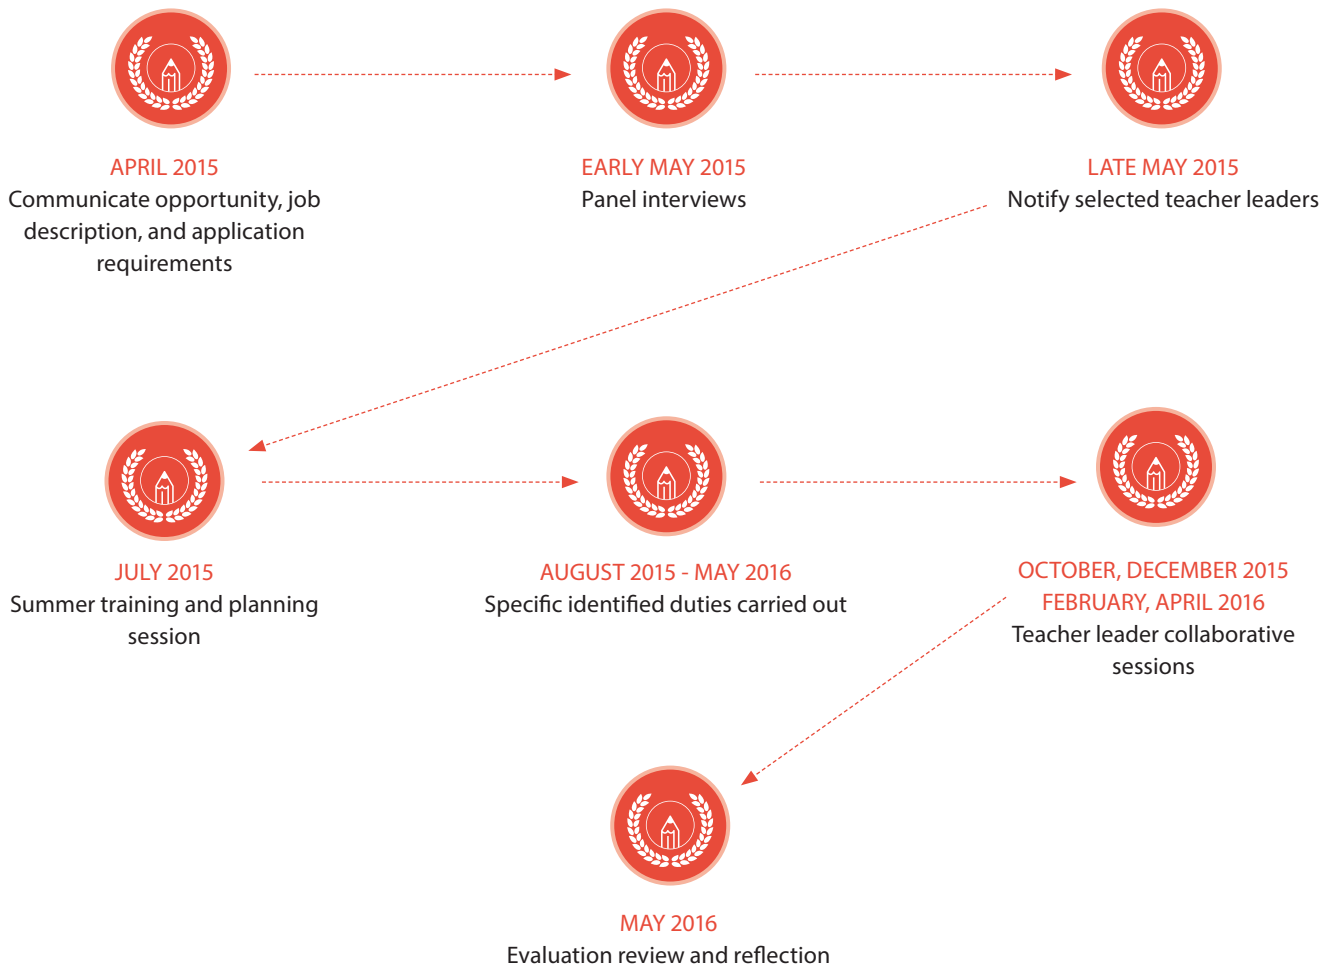 APRIL 2015
Communicate opportunity, job
description, and application
requirements
EARLY MAY 2015
Panel interviews
LATE MAY 2015
Notify selected teacher leaders
JULY 2015
Summer training and planning
session
AUGUST 2015 - MAY 2016
Specific identified duties carried out
OCTOBER, DECEMBER 2015
FEBRUARY, APRIL 2016
Teacher leader collaborative
sessions
MAY 2016
Evaluation review and reflection